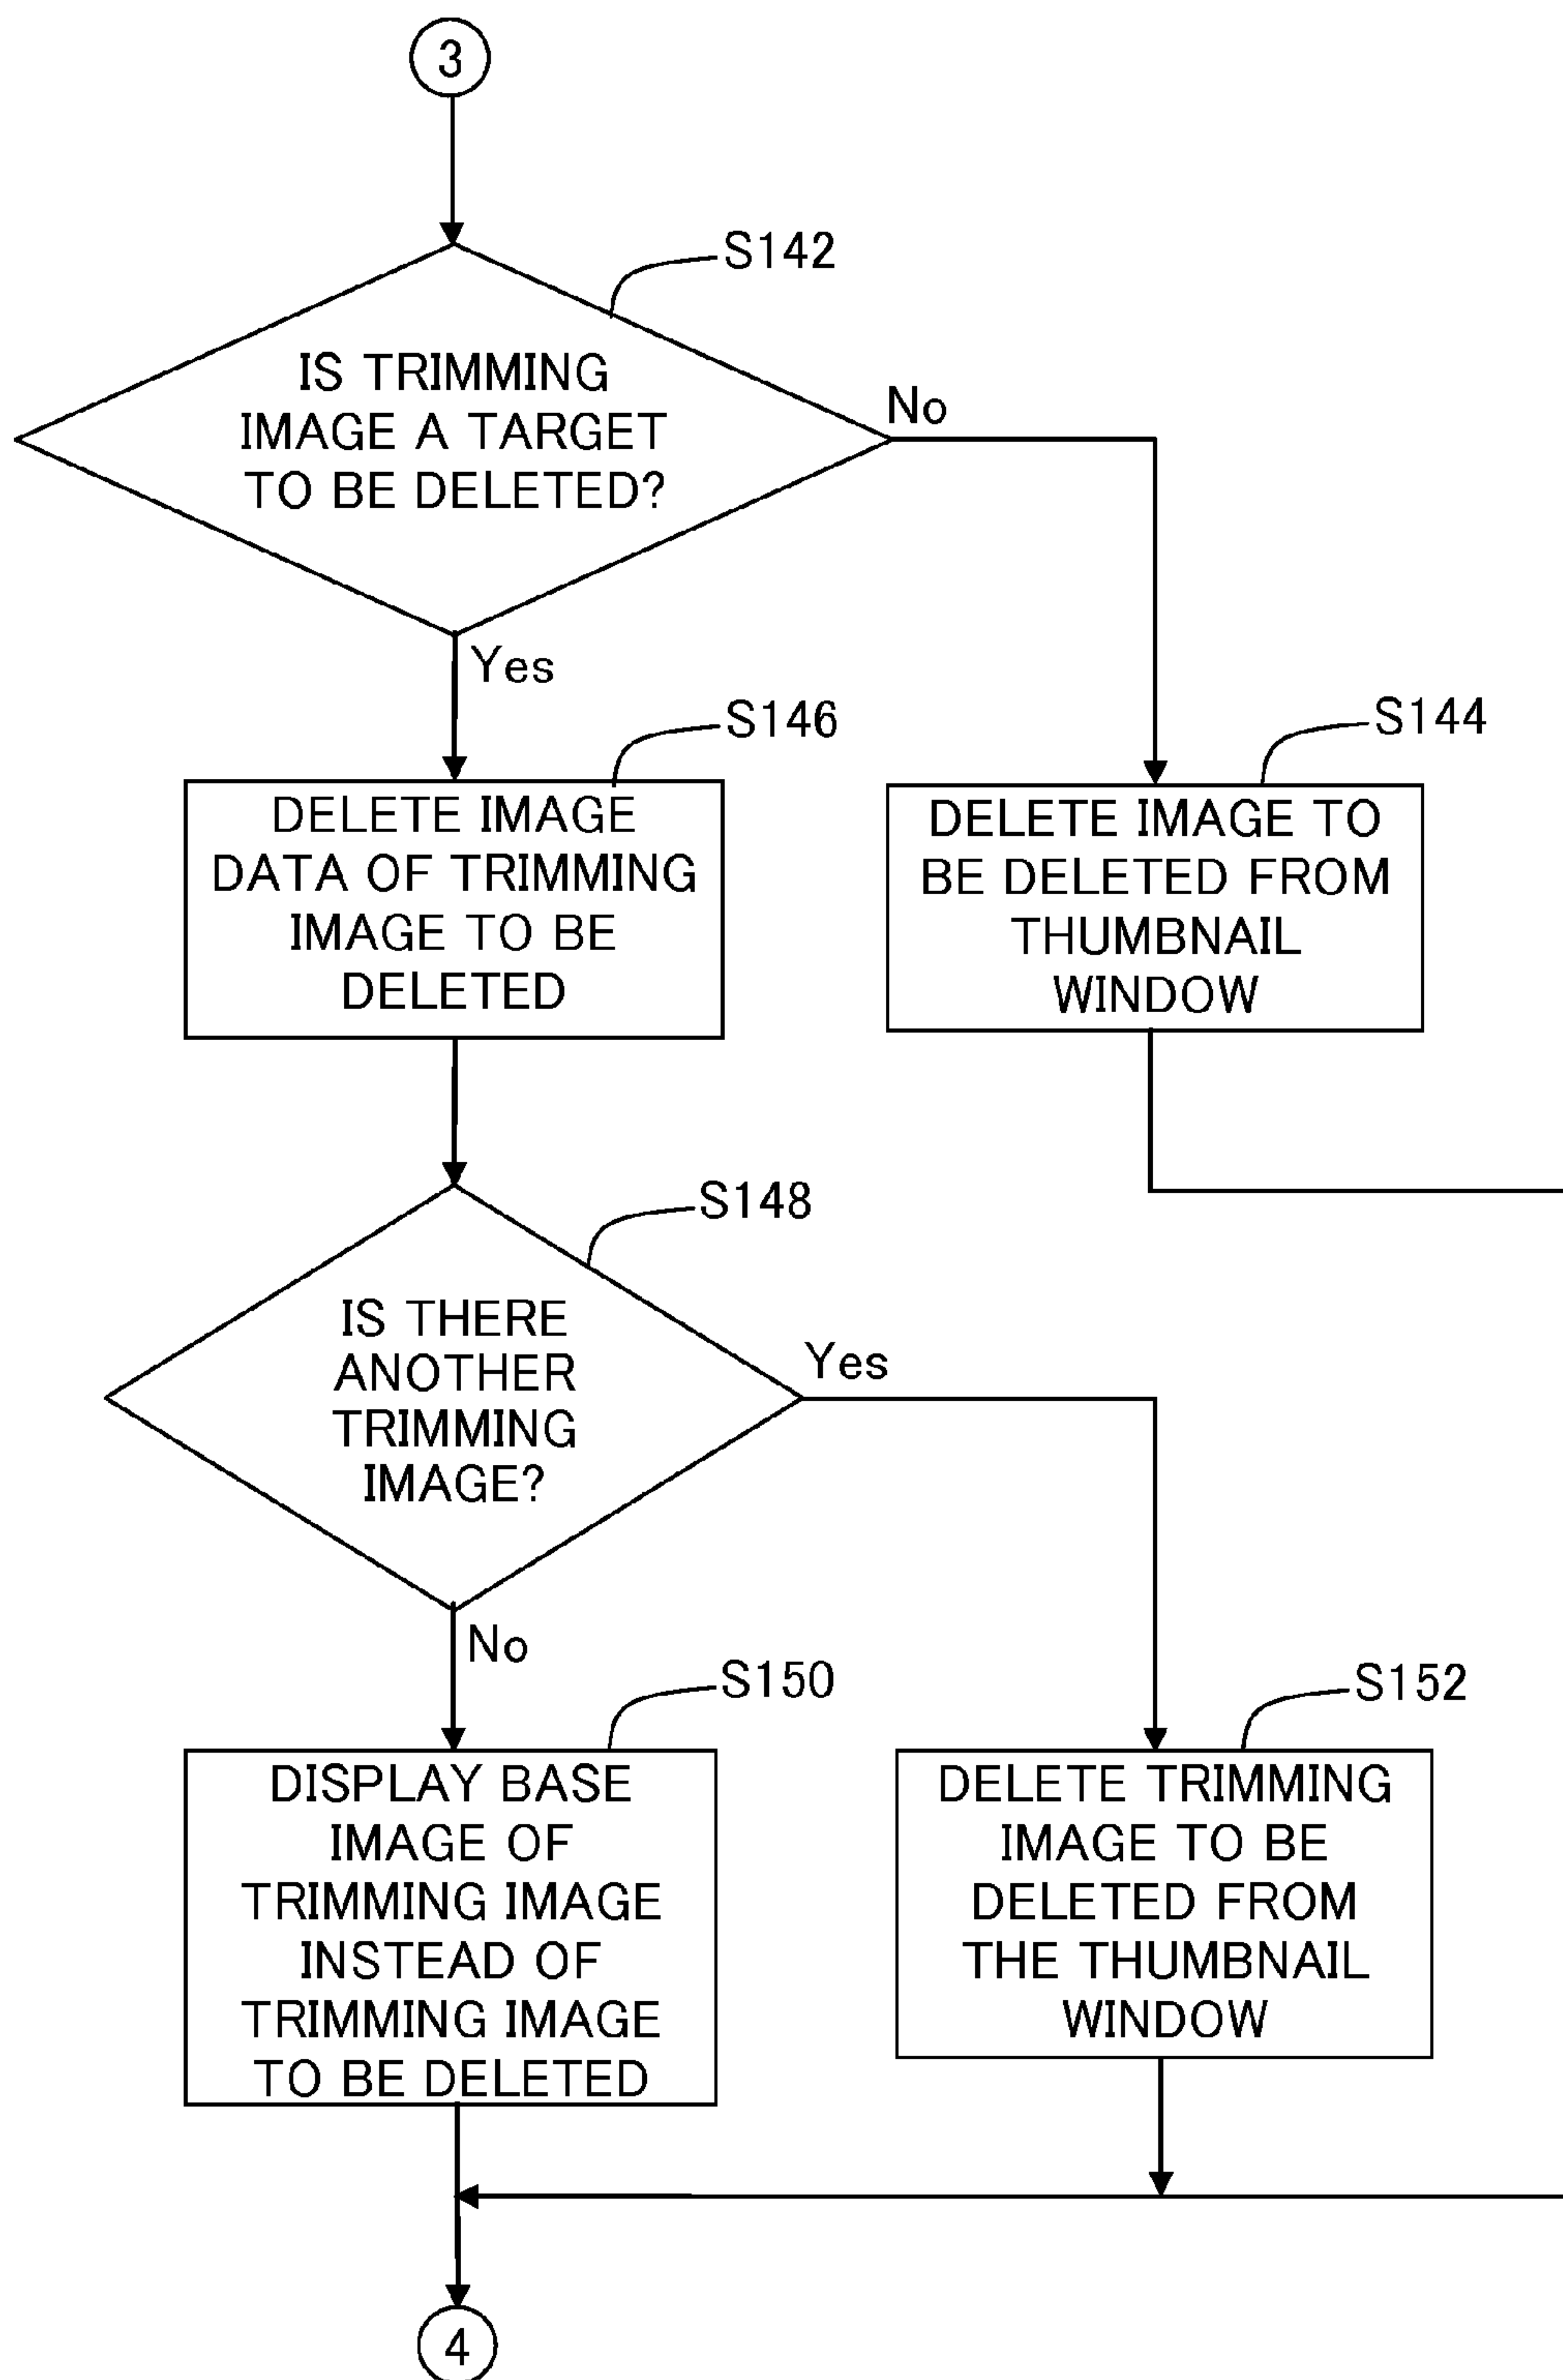 3
S142
IS TRIMMING
IMAGE A TARGET
TO BE DELETED?
No
Yes
S146
DELETE IMAGE
DATA OF TRIMMING
IMAGE TO BE
DELETED
S144
DELETE IMAGE TO
BE DELETED FROM
THUMBNAIL
WINDOW
S148
IS THERE
ANOTHER
TRIMMING
IMAGE?
Yes
No
S150
DISPLAY BASE
IMAGE OF
TRIMMING IMAGE
INSTEAD OF
TRIMMING IMAGE
TO BE DELETED
S152
DELETE TRIMMING
IMAGE TO BE
DELETED FROM
THE THUMBNAIL
WINDOW
4